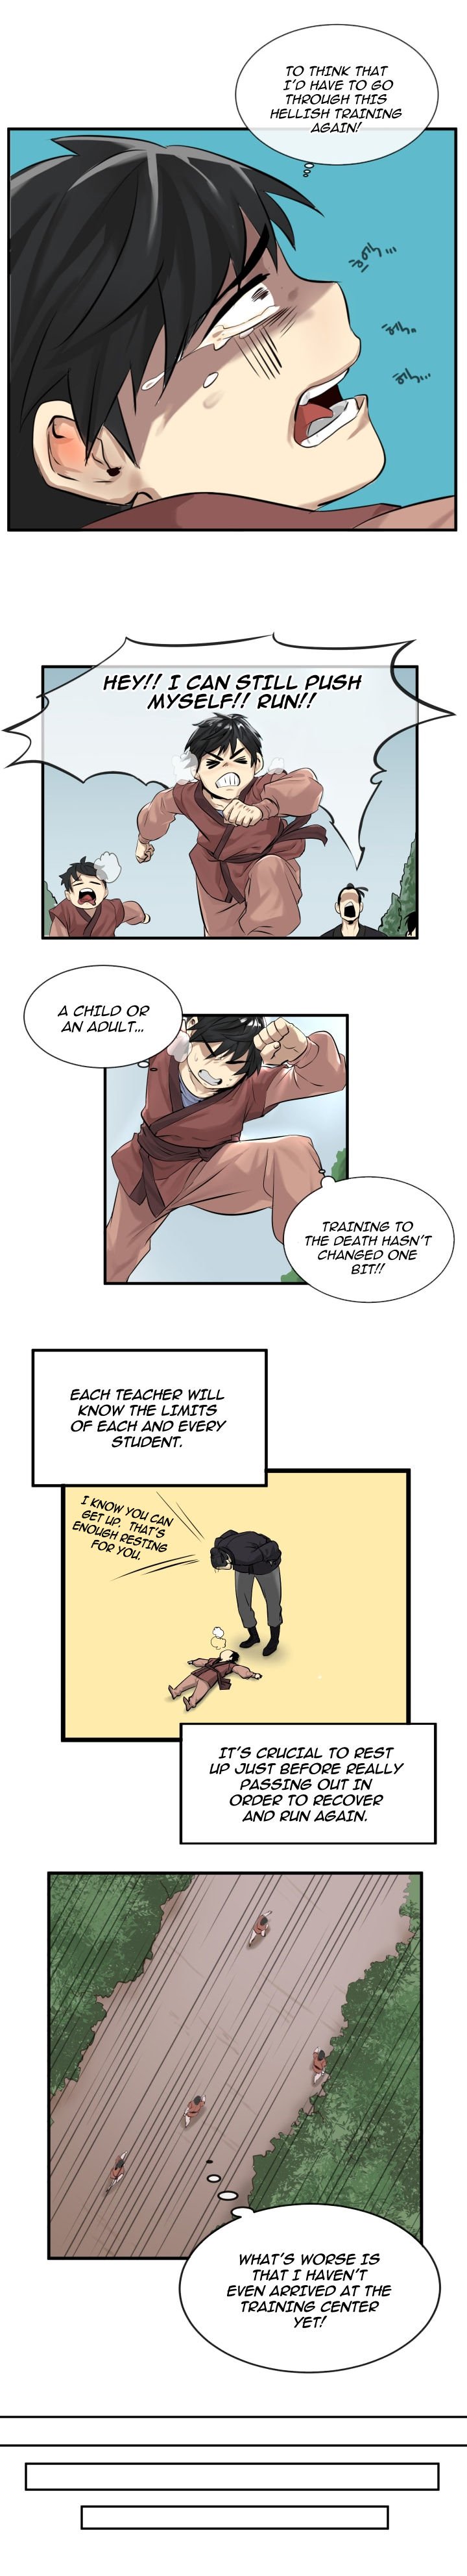 TO THINK THAT
I'D HAVE TO GO
THROUGH THIS
HELLISH TRAINING
AGAIN!
헉...
헉..
헉...
HEY!! I CAN STILL PUSH
MYSELF!! RUN!!
A CHILD OR
AN ADULT...
TRAINING TO
THE DEATH HASN'T
CHANGED ONE
BIT!!
EACH TEACHER WILL
KNOW THE LIMITS
OF EACH AND EVERY
STUDENT.
I KNOW YOU CAN
GET UP. THAT'S
ENOUGH RESTING
FOR YOU.
IT'S CRUCIAL TO REST
UP JUST BEFORE REALLY
PASSING OUT IN
ORDER TO RECOVER
AND RUN AGAIN.
WHAT'S WORSE IS
THAT I HAVEN'T
EVEN ARRIVED AT THE
TRAINING CENTER
YET!